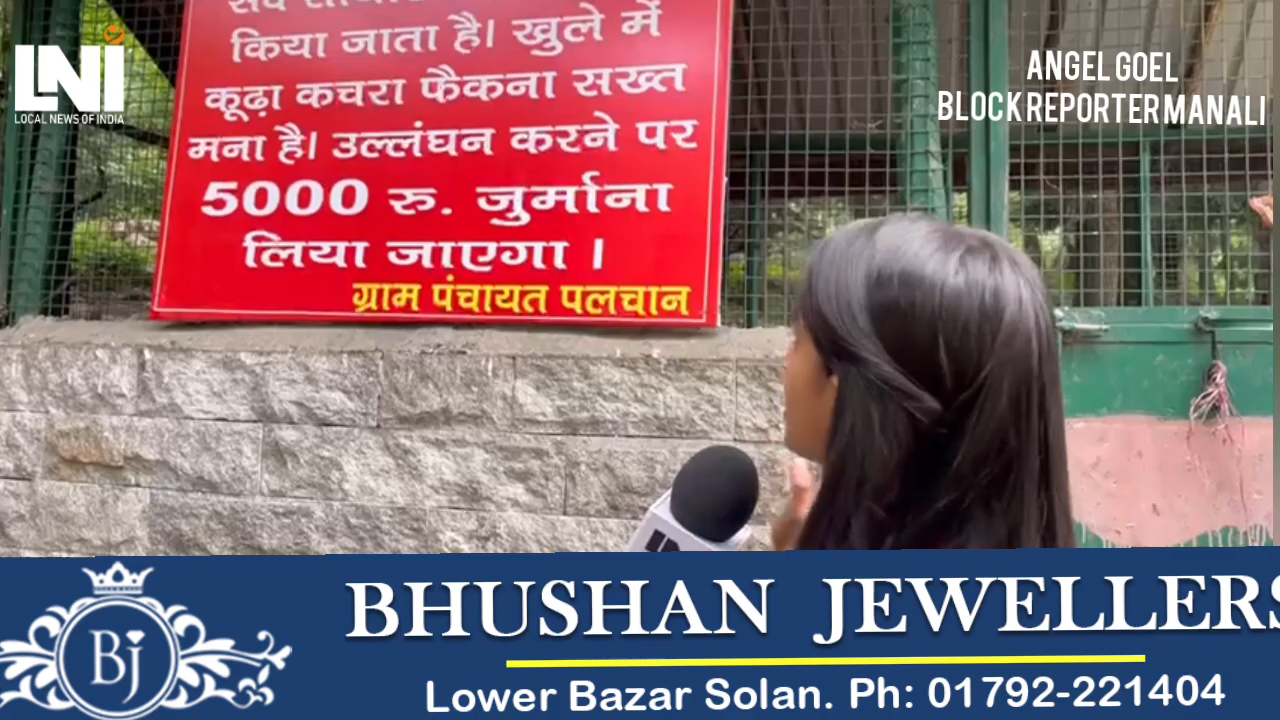 किया जाता है। खुले में
कूढ़ा कचरा फैकना सख्त
मना है। उल्लंघन करने पर
5000 रु. जुर्माना
लिया जाएगा ।
ग्राम पंचायत पलचान
LNI
LOCAL NEWS OF INDIA
ANGEL GOEL
BLOCK REPORTER MANALI
Bj
BHUSHAN JEWELLERS
Lower Bazar Solan. Ph: 01792-221404